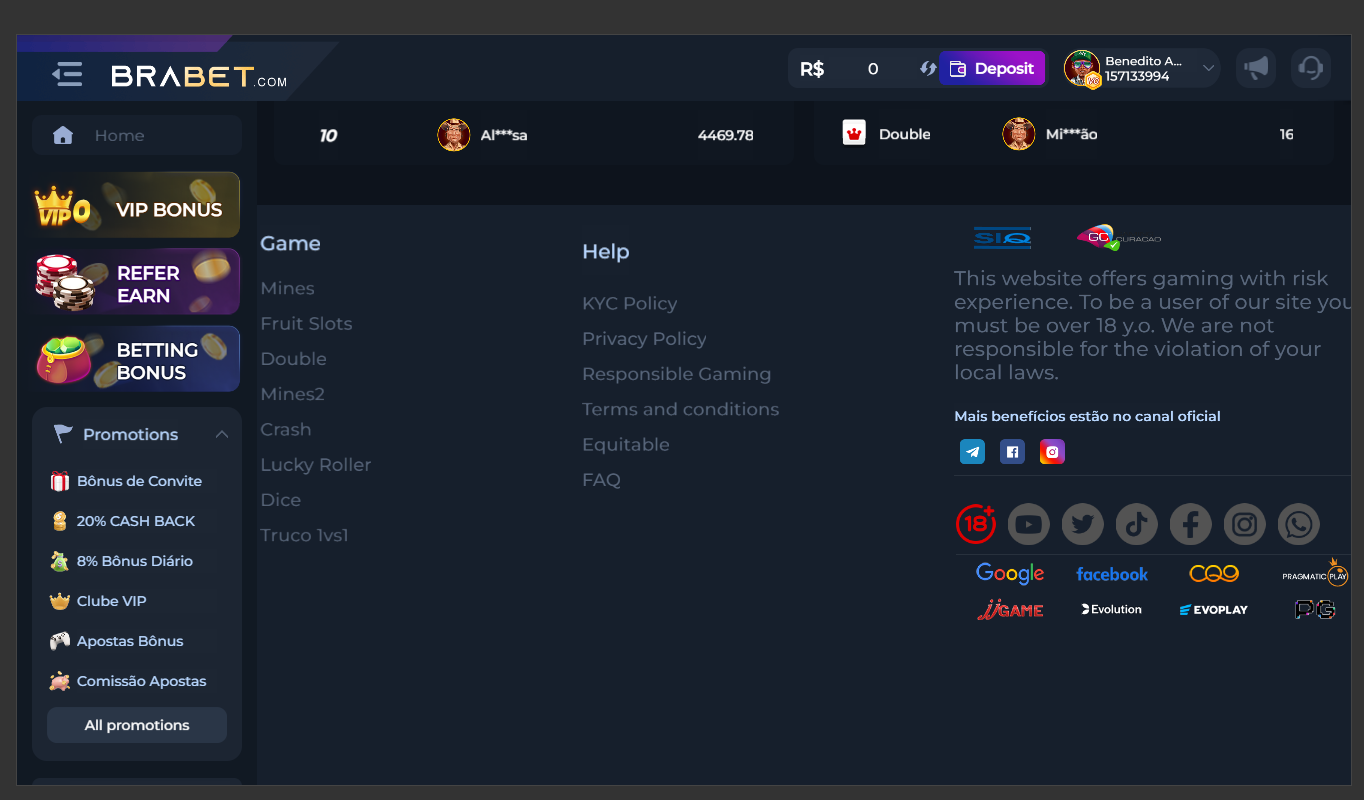 BRABET.COM
R$ 0 Deposit
Benedito A...
157133994
Home
10 Al***sa 4469.78
Double Mi***ão 16
VIP 0 VIP BONUS
REFER
EARN
BETTING
BONUS
Promotions
Bônus de Convite
20% CASH BACK
8% Bônus Diário
Clube VIP
Apostas Bônus
Comissão Apostas
All promotions
Game
Mines
Fruit Slots
Double
Mines2
Crash
Lucky Roller
Dice
Truco 1vs1
Help
KYC Policy
Privacy Policy
Responsible Gaming
Terms and conditions
Equitable
FAQ
SIQ GC CURACAO
This website offers gaming with risk
experience. To be a user of our site you
must be over 18 y.o. We are not
responsible for the violation of your
local laws.
Mais benefícios estão no canal oficial
18+
Google facebook CQ9 PRAGMATIC PLAY
JJGAME Evolution EVOPLAY PG